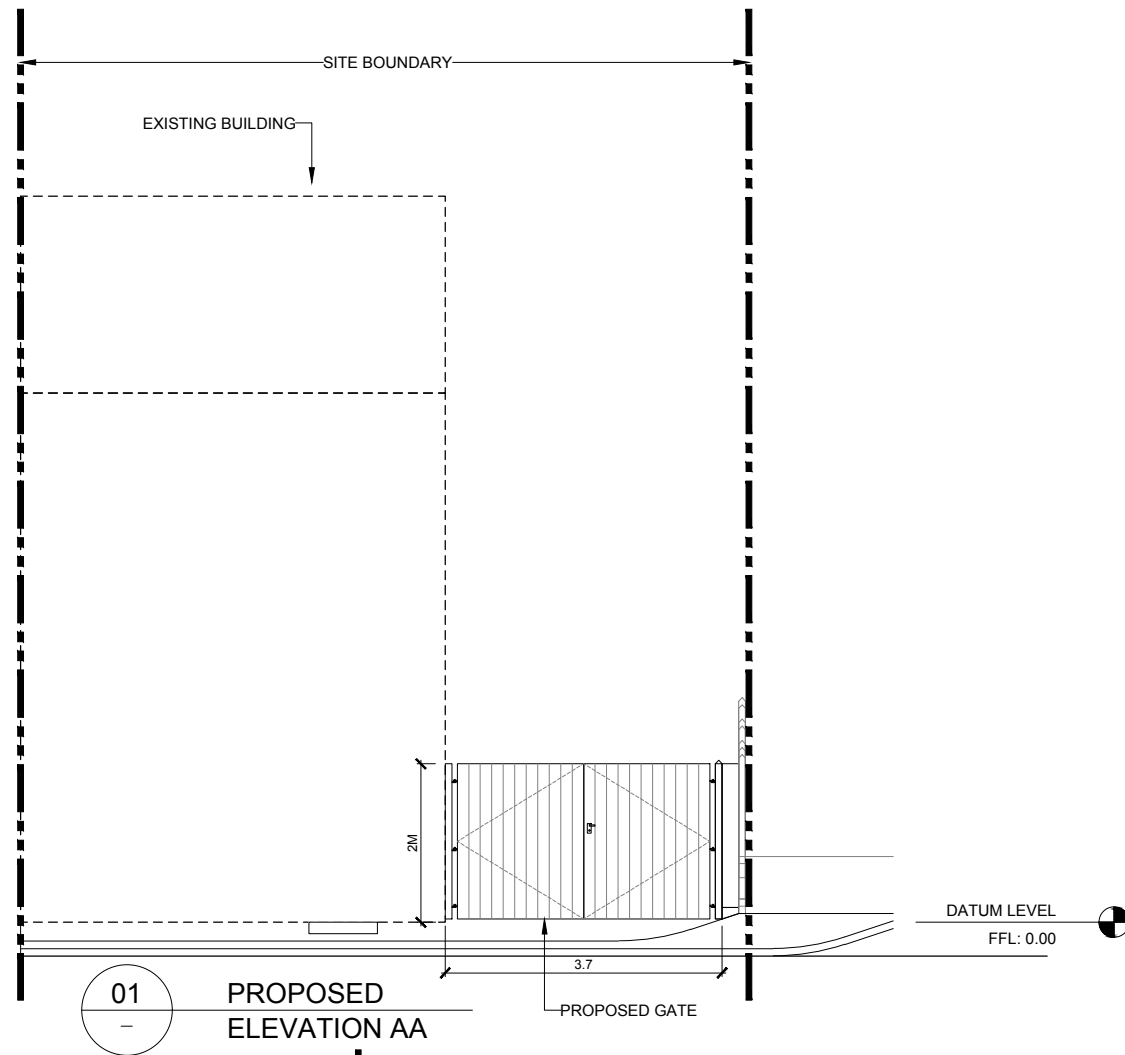 SITE BOUNDARY
EXISTING BUILDING
2M
DATUM LEVEL
FFL: 0.00
3.7
PROPOSED GATE
01
–
PROPOSED
ELEVATION AA